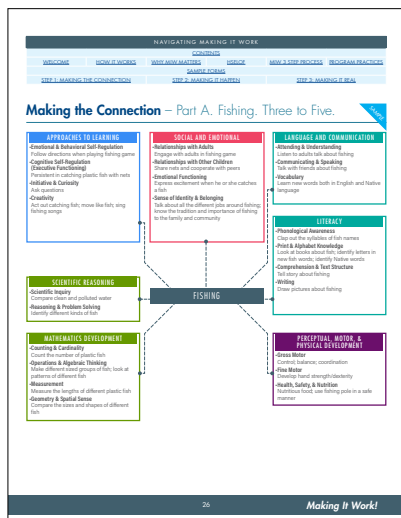 NAVIGATING MAKING IT WORK
CONTENTS
WELCOME HOW IT WORKS WHY MIW MATTERS HSELOF MIW 3 STEP PROCESS PROGRAM PRACTICES
SAMPLE FORMS
STEP 1: MAKING THE CONNECTION STEP 2: MAKING IT HAPPEN STEP 3: MAKING IT REAL
Making the Connection – Part A. Fishing. Three to Five.
SAMPLE
APPROACHES TO LEARNING
-Emotional & Behavioral Self-Regulation
Follow directions when playing fishing game
-Cognitive Self-Regulation
(Executive Functioning)
Persistent in catching plastic fish with nets
-Initiative & Curiosity
Ask questions
-Creativity
Act out catching fish; move like fish; sing
fishing songs
SOCIAL AND EMOTIONAL
-Relationships with Adults
Engage with adults in fishing game
-Relationships with Other Children
Share nets and cooperate with peers
-Emotional Functioning
Express excitement when he or she catches
a fish
-Sense of Identity & Belonging
Talk about all the different jobs around fishing;
know the tradition and importance of fishing
to the family and community
LANGUAGE AND COMMUNICATION
-Attending & Understanding
Listen to adults talk about fishing
-Communicating & Speaking
Talk with friends about fishing
-Vocabulary
Learn new words both in English and Native
language
LITERACY
-Phonological Awareness
Clap out the syllables of fish names
-Print & Alphabet Knowledge
Look at books about fish; identify letters in
new fish words; identify Native words
-Comprehension & Text Structure
Tell story about fishing
-Writing
Draw pictures about fishing
SCIENTIFIC REASONING
-Scientific Inquiry
Compare clean and polluted water
-Reasoning & Problem Solving
Identify different kinds of fish
FISHING
MATHEMATICS DEVELOPMENT
-Counting & Cardinality
Count the number of plastic fish
-Operations & Algebraic Thinking
Make different sized groups of fish; look at
patterns of different fish
-Measurement
Measure the lengths of different plastic fish
-Geometry & Spatial Sense
Compare the sizes and shapes of different
fish
PERCEPTUAL, MOTOR, &
PHYSICAL DEVELOPMENT
-Gross Motor
Control; balance; coordination
-Fine Motor
Develop hand strength/dexterity
-Health, Safety, & Nutrition
Nutritious food; use fishing pole in a safe
manner
26
Making It Work!